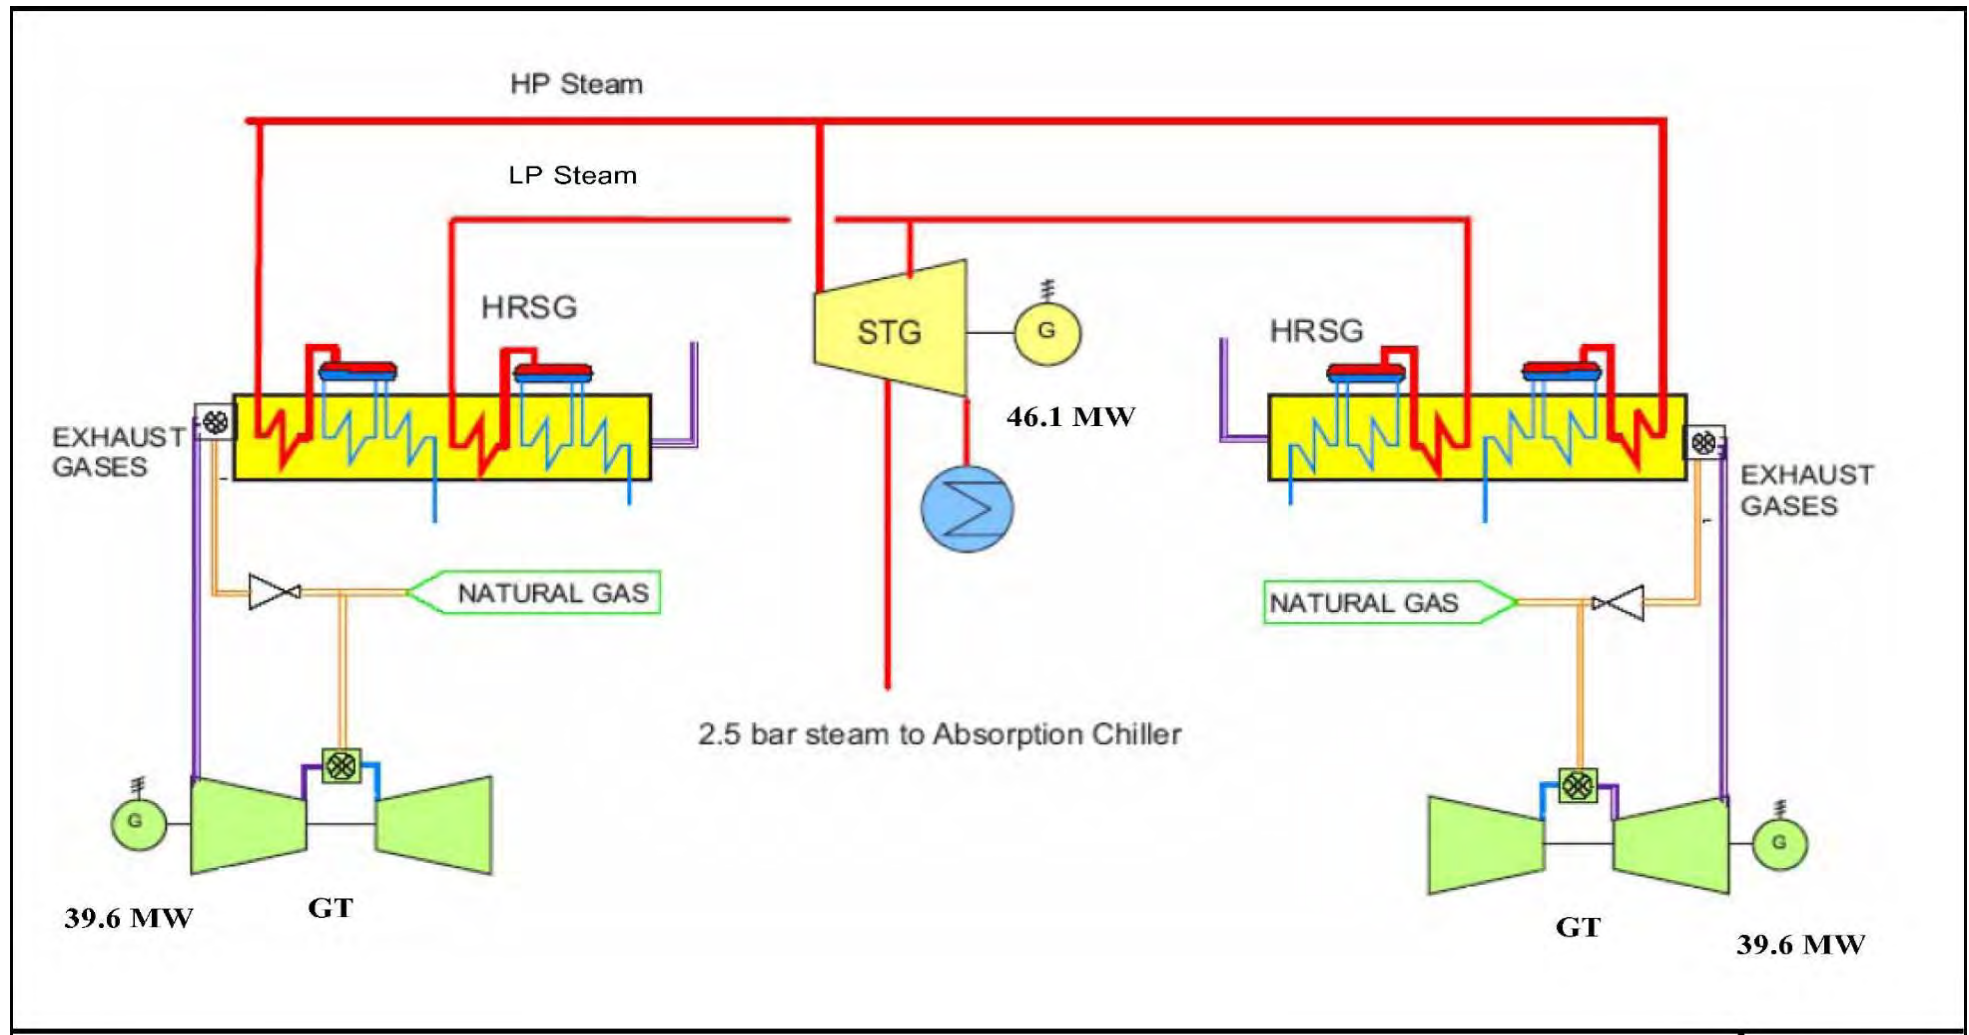 HP Steam
LP Steam
HRSG
STG
G
HRSG
46.1 MW
EXHAUST
GASES
EXHAUST
GASES
NATURAL GAS
NATURAL GAS
2.5 bar steam to Absorption Chiller
G
G
39.6 MW
GT
GT
39.6 MW